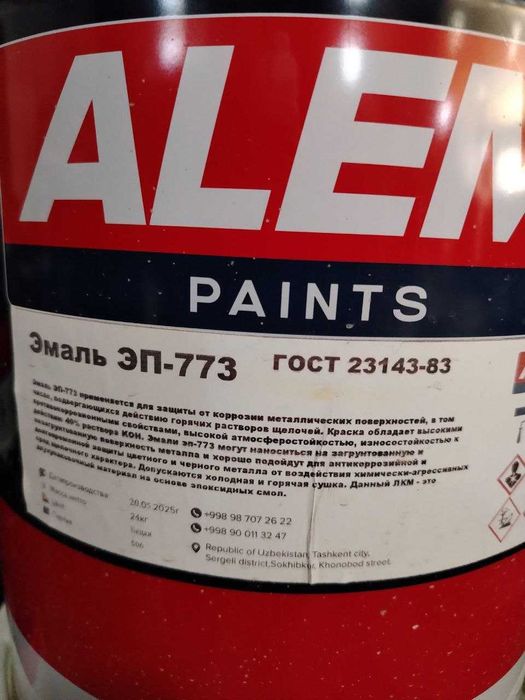 ALEM
PAINTS
Эмаль ЭП-773 ГОСТ 23143-83
Эмаль ЭП-773 применяется для защиты от коррозии металлических поверхностей, в том
числе, подвергающихся действию горячих растворов щелочей. Краска обладает высокими
антикоррозионными свойствами, высокой атмосферостойкостью, износостойкостью к
действию 40% раствора КОН. Эмали эп-773 могут наноситься на загрунтованную и
незагрунтованную поверхность металла и хорошо подойдут для антикоррозийной и
защиты цветного и черного металла от воздействия химически-агрессивных
сред щелочного характера. Допускаются холодная и горячая сушка. Данный ЛКМ - это
двухупаковочный материал на основе эпоксидных смол.
производства 20.05.2025г +998 98 707 26 22
24кг +998 90 011 32 47
Republic of Uzbekistan, Tashkent city,
Sergeli district, Sokhibkor, Khonobod street.